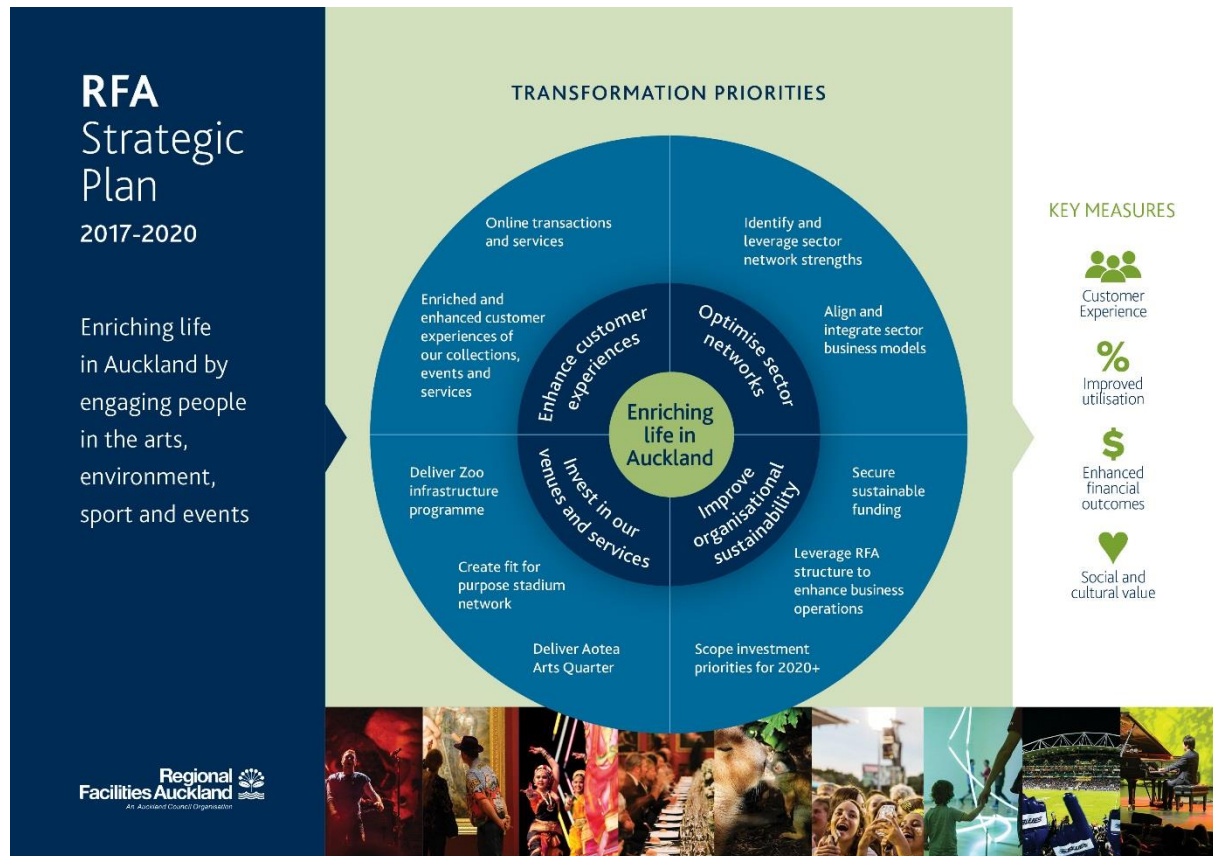 RFA
Strategic
Plan
2017-2020
Enriching life
in Auckland by
engaging people
in the arts,
environment,
sport and events
Regional
Facilities Auckland
An Auckland Council Organisation
TRANSFORMATION PRIORITIES
Online transactions
and services
Enriched and
enhanced customer
experiences of
our collections,
events and
services
Enhance customer
experiences
Identify and
leverage sector
network strengths
Align and
integrate sector
business models
Optimise sector
networks
Enriching
life in
Auckland
Deliver Zoo
infrastructure
programme
Create fit for
purpose stadium
network
Deliver Aotea
Arts Quarter
Invest in our
venues and services
Improve
organisational
sustainability
Secure
sustainable
funding
Leverage RFA
structure to
enhance business
operations
Scope investment
priorities for 2020+
KEY MEASURES
Customer
Experience
%
Improved
utilisation
$
Enhanced
financial
outcomes
Social and
cultural value